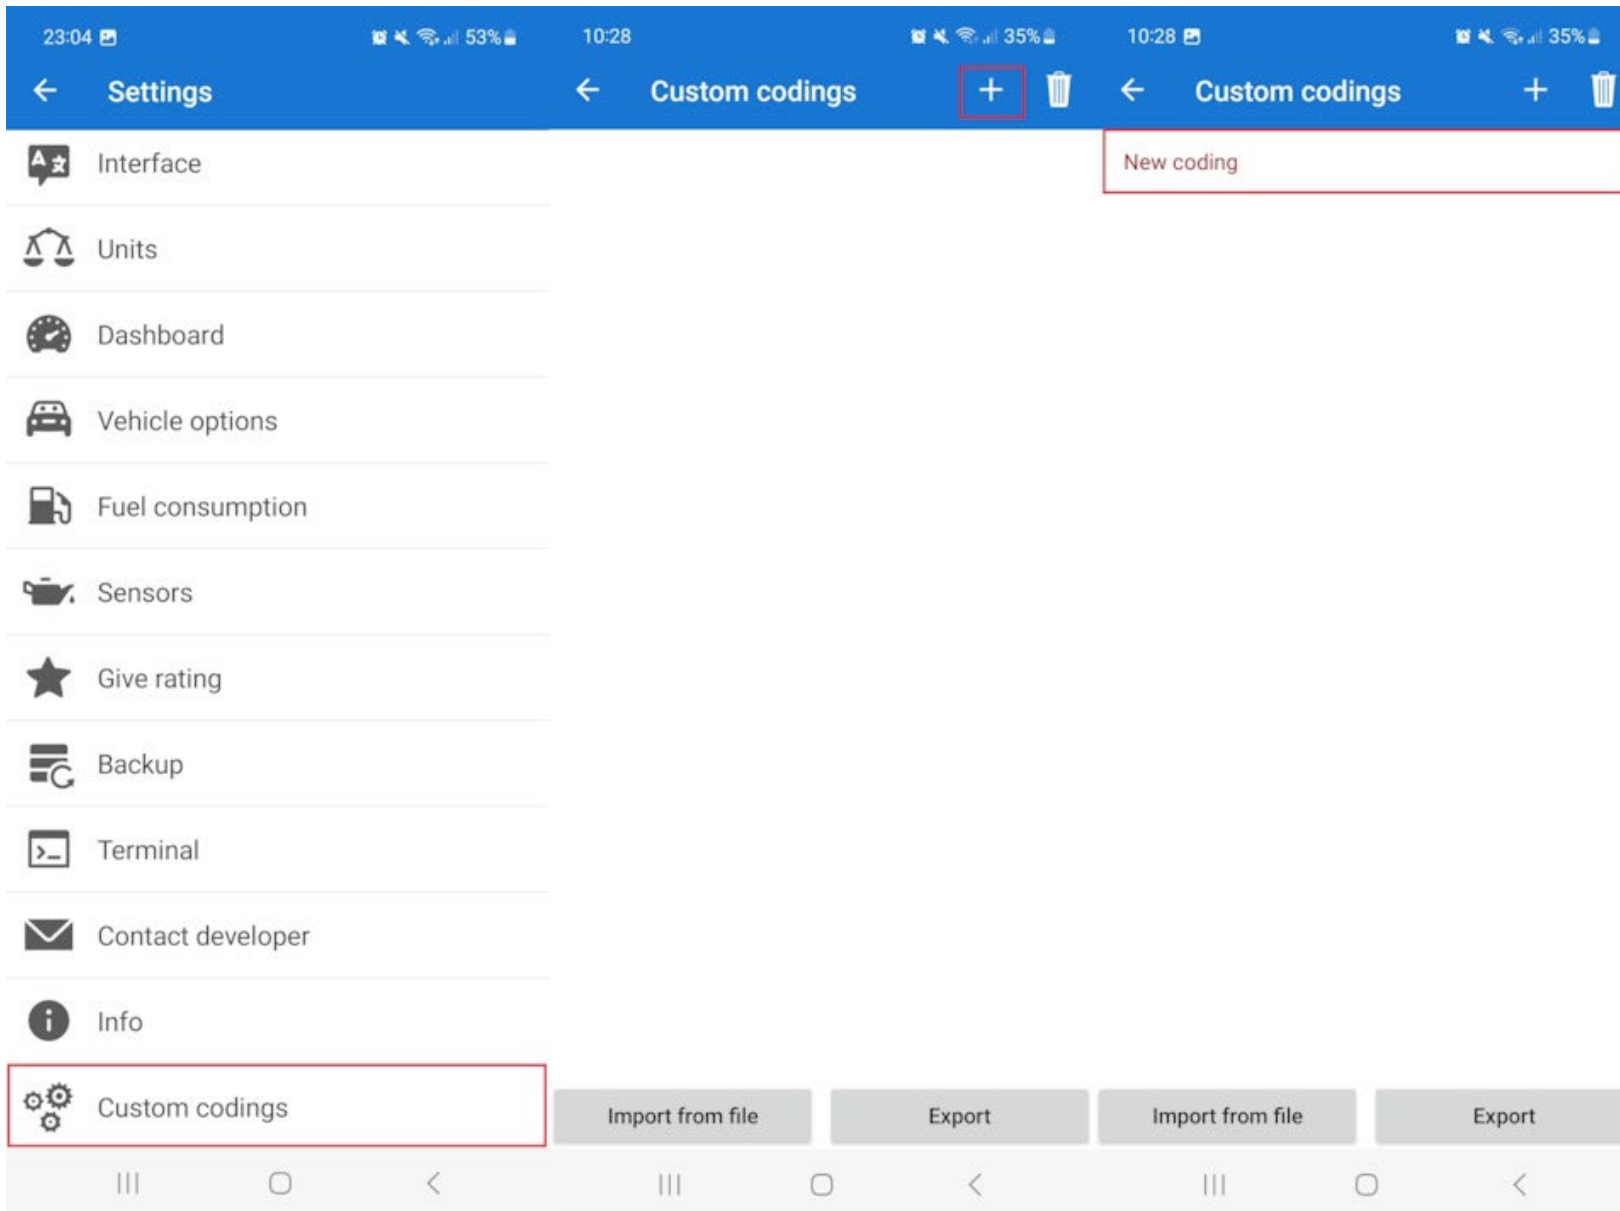 23:04
53%
Settings
Interface
Units
Dashboard
Vehicle options
Fuel consumption
Sensors
Give rating
Backup
Terminal
Contact developer
Info
Custom codings
10:28
35%
Custom codings
Import from file
Export
10:28
35%
Custom codings
New coding
Import from file
Export